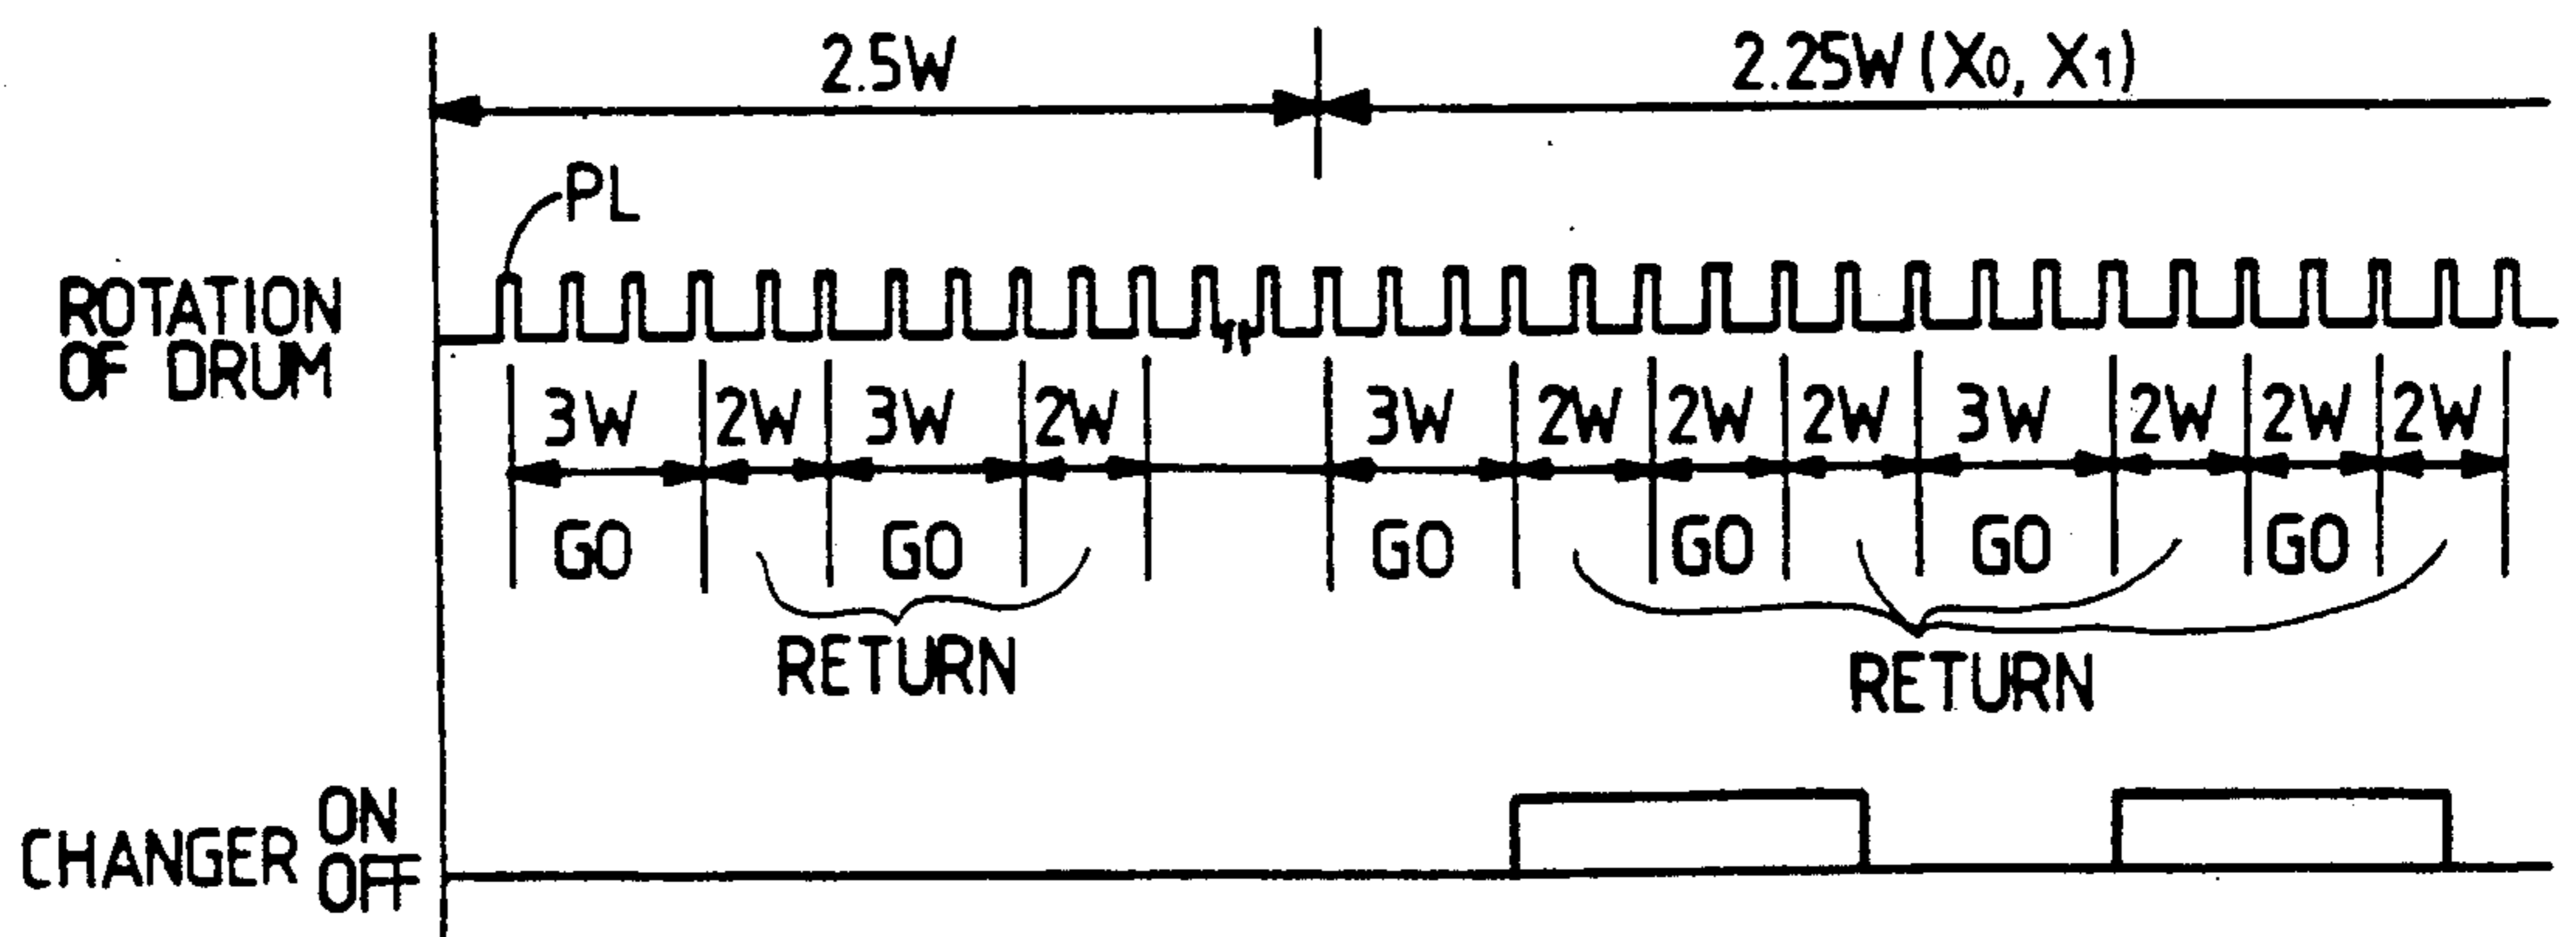 2.5W
2.25W (X0, X1)
PL
ROTATION
OF DRUM
3W 2W 3W 2W 3W 2W 2W 2W 3W 2W 2W 2W
GO GO GO GO GO GO
RETURN
RETURN
CHANGER ON
OFF